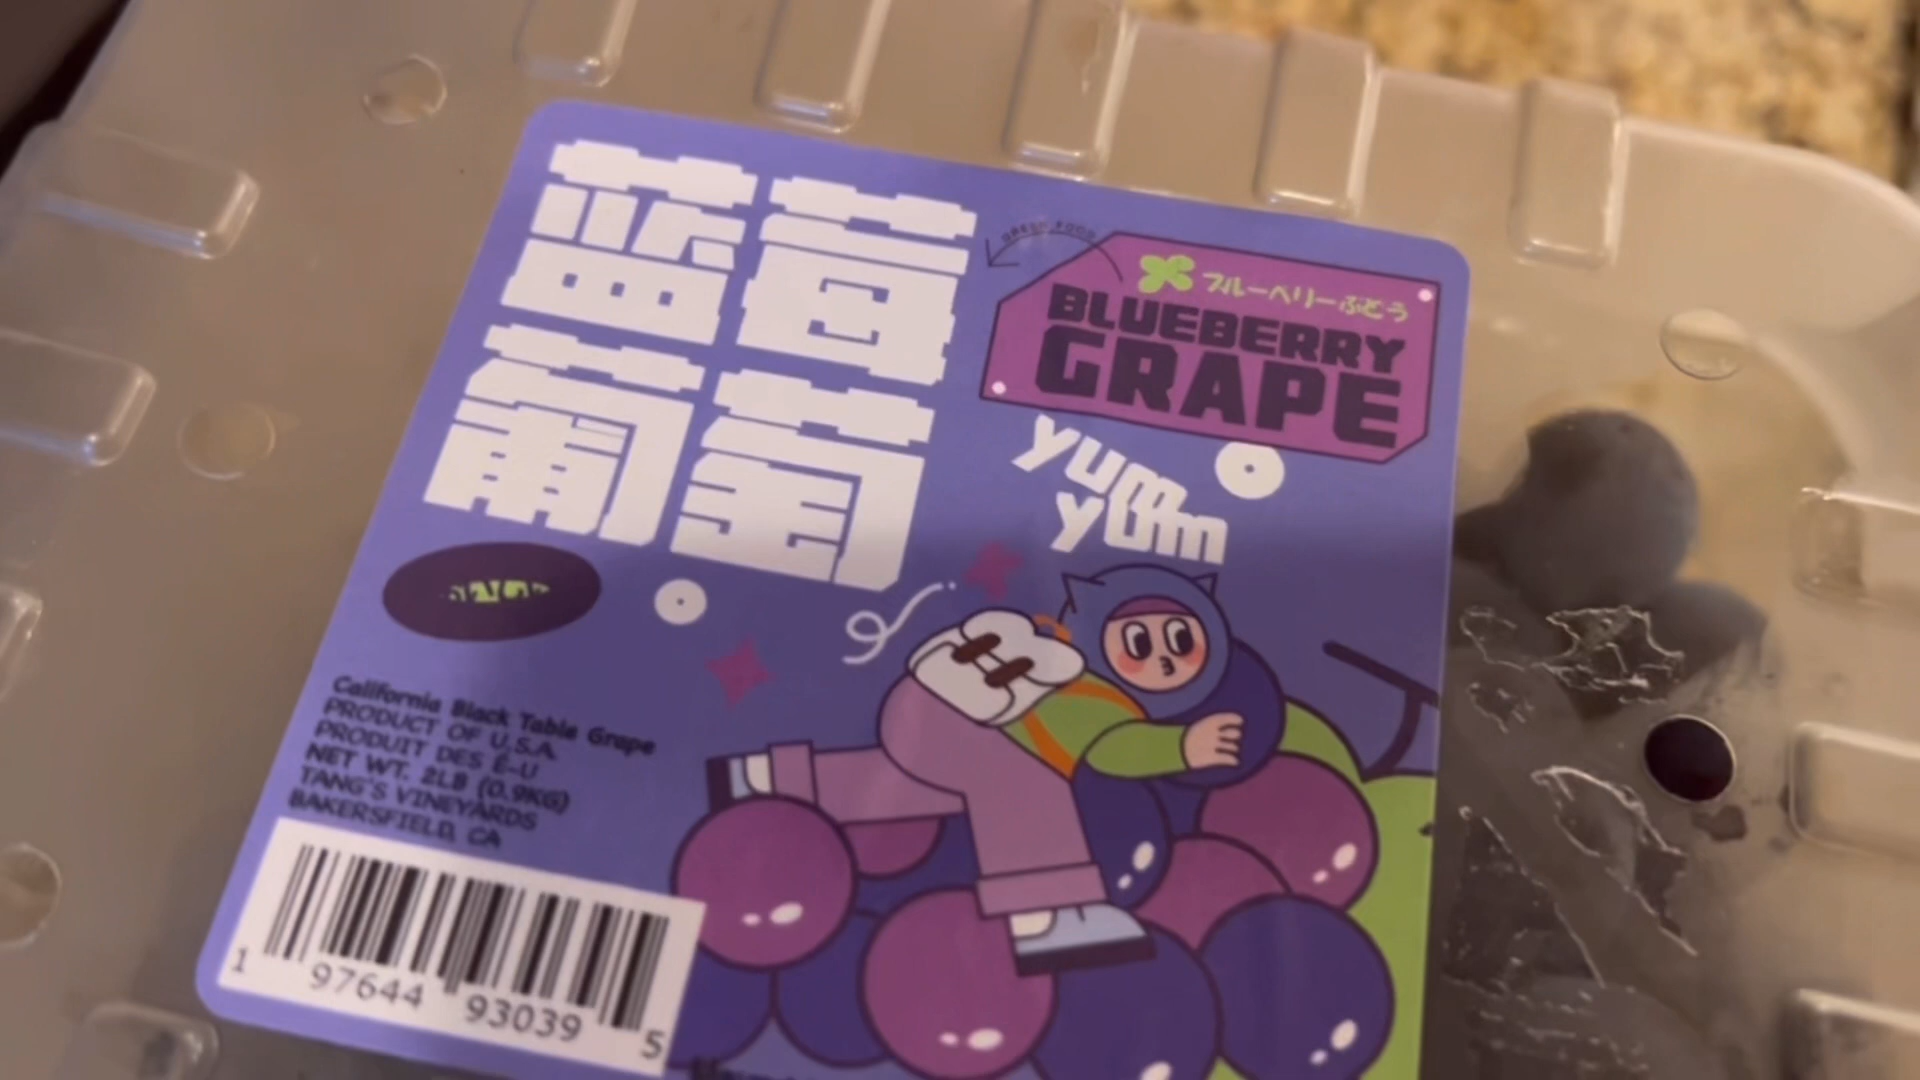 蓝莓
葡萄
GREEN FOOD
ブルーベリーぶどう
BLUEBERRY
GRAPE
yum
yum
California Black Table Grape
PRODUCT OF U.S.A.
PRODUIT DES É-U
NET WT. 2LB (0.9KG)
TANG'S VINEYARDS
BAKERSFIELD, CA
1 97644 93039 5